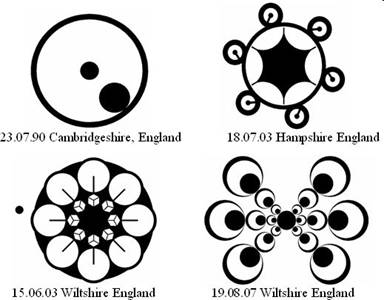 23.07.90 Cambridgeshire, England
18.07.03 Hampshire England
15.06.03 Wiltshire England
19.08.07 Wiltshire England